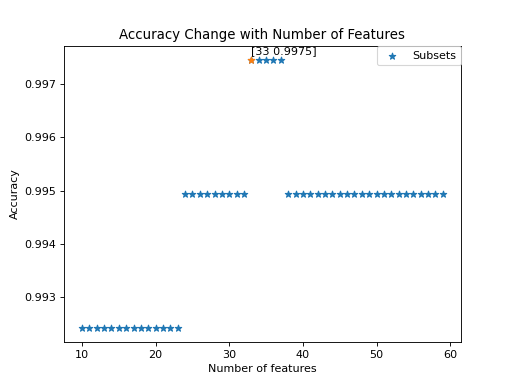 Accuracy Change with Number of Features
[33 0.9975]
Subsets
0.997
0.996
0.995
0.994
0.993
Accuracy
10 20 30 40 50 60
Number of features